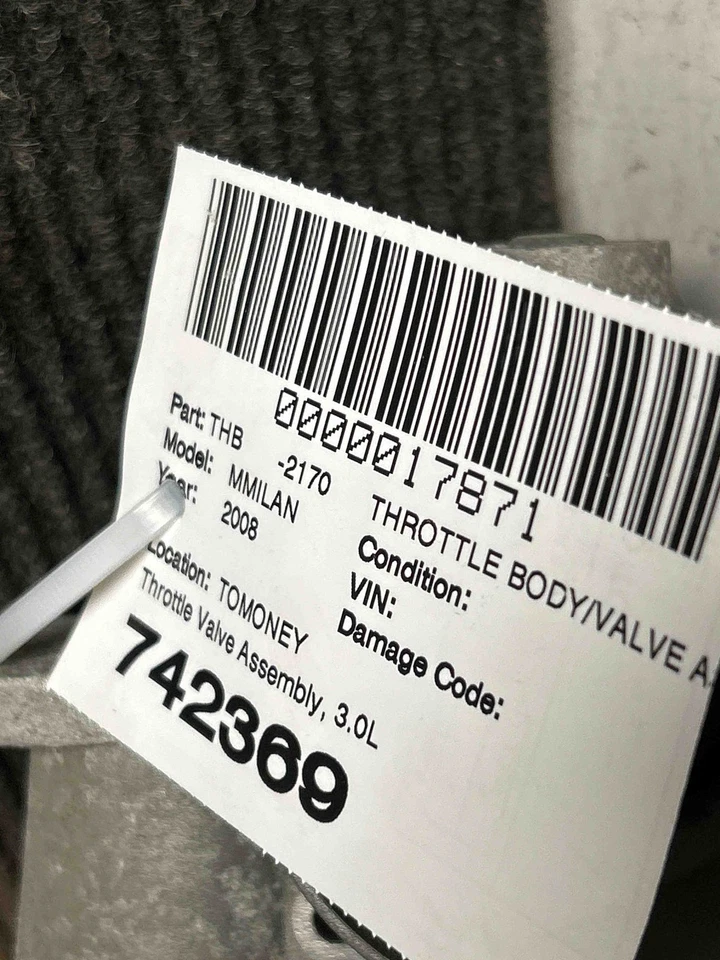 0000017871
Part: THB -2170 THROTTLE BODY/VALVE A
Model: MMILAN Condition:
Year: 2008 VIN:
Damage Code:
Location: TOMONEY
Throttle Valve Assembly, 3.0L
742369